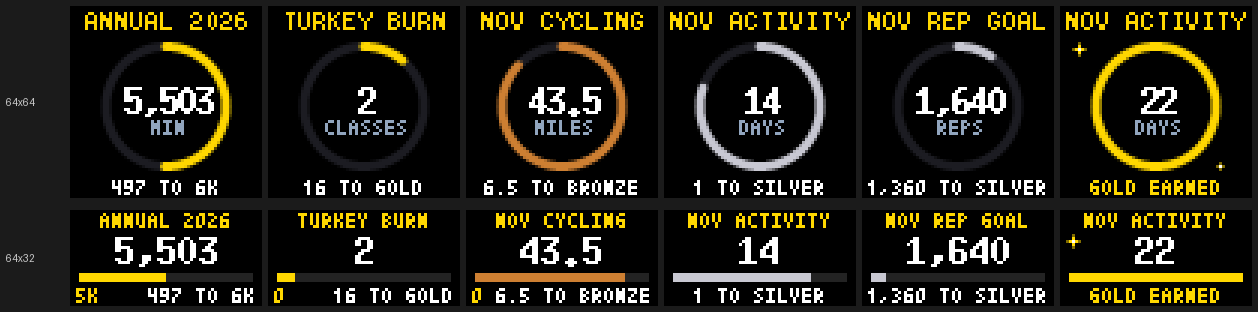 ANNUAL 2026
5,503
MIN
497 TO 6K
TURKEY BURN
2
CLASSES
16 TO GOLD
NOV CYCLING
43.5
MILES
6.5 TO BRONZE
NOV ACTIVITY
14
DAYS
1 TO SILVER
NOV REP GOAL
1,640
REPS
1,360 TO SILVER
NOV ACTIVITY
22
DAYS
GOLD EARNED
64x64
ANNUAL 2026
5,503
5K 497 TO 6K
TURKEY BURN
2
0 16 TO GOLD
NOV CYCLING
43.5
0 6.5 TO BRONZE
NOV ACTIVITY
14
1 TO SILVER
NOV REP GOAL
1,640
1,360 TO SILVER
NOV ACTIVITY
22
GOLD EARNED
64x32